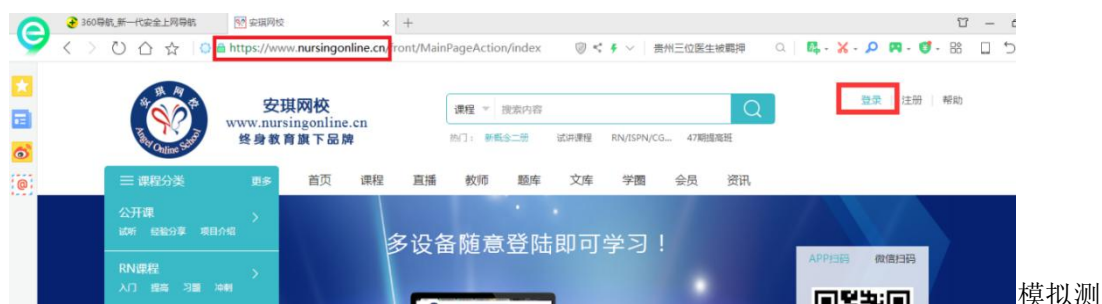 360导航_新一代安全上网导航 安琪网校 × +
https://www.nursingonline.cn/front/MainPageAction/index 贵州三位医生被羁押
安琪网校
Angel Online School
安琪网校
www.nursingonline.cn
终身教育旗下品牌
课程 搜索内容
登录 注册 帮助
热门： 新概念二册 试讲课程 RN/ISPN/CG... 47期提高班
课程分类 更多 首页 课程 直播 教师 题库 文库 学圈 会员 资讯
公开课
试听 经验分享 项目介绍
多设备随意登陆即可学习！
RN课程
入门 提高 习题 冲刺
APP扫码 微信扫码
模拟测